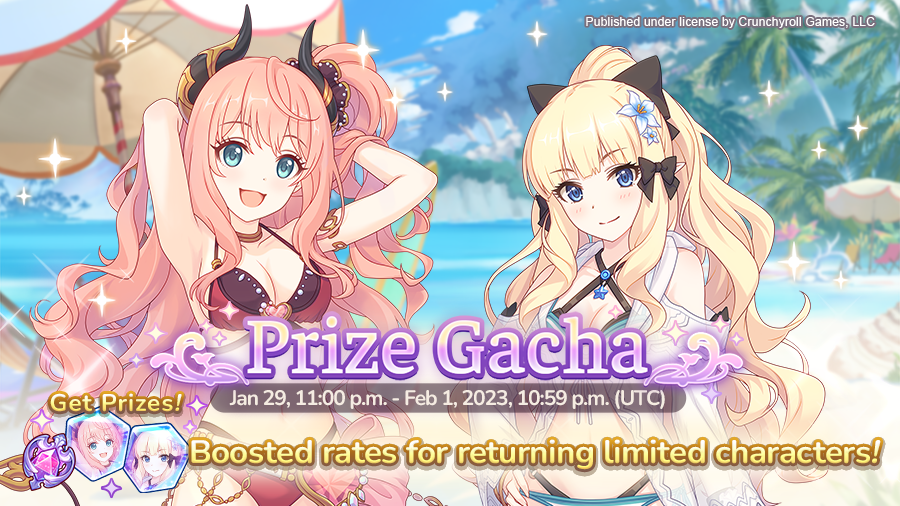 Published under license by Crunchyroll Games, LLC
Prize Gacha
Jan 29, 11:00 p.m. - Feb 1, 2023, 10:59 p.m. (UTC)
Get Prizes!
Boosted rates for returning limited characters!